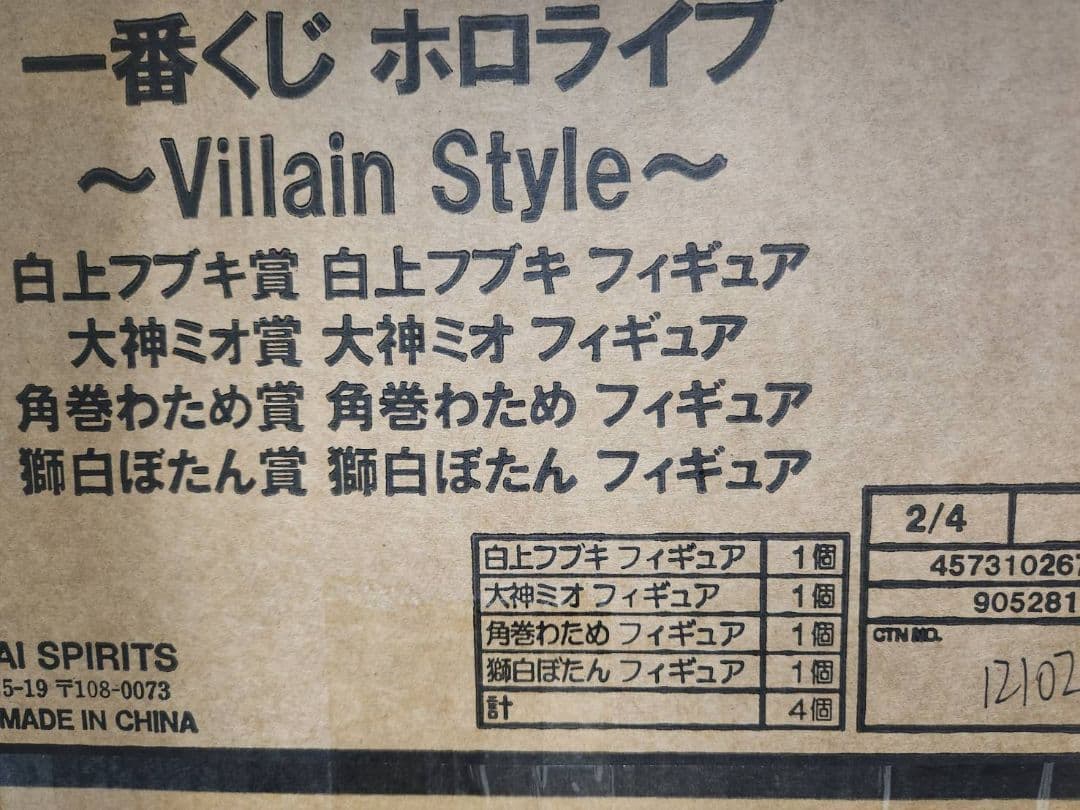 一番くじ ホロライブ
～Villain Style～
白上フブキ賞 白上フブキ フィギュア
大神ミオ賞 大神ミオ フィギュア
角巻わため賞 角巻わため フィギュア
獅白ぼたん賞 獅白ぼたん フィギュア
2/4
457310267
905281
CTN NO.
12102
白上フブキ フィギュア 1個
大神ミオ フィギュア 1個
角巻わため フィギュア 1個
獅白ぼたん フィギュア 1個
計 4個
AI SPIRITS
5-19 〒108-0073
MADE IN CHINA